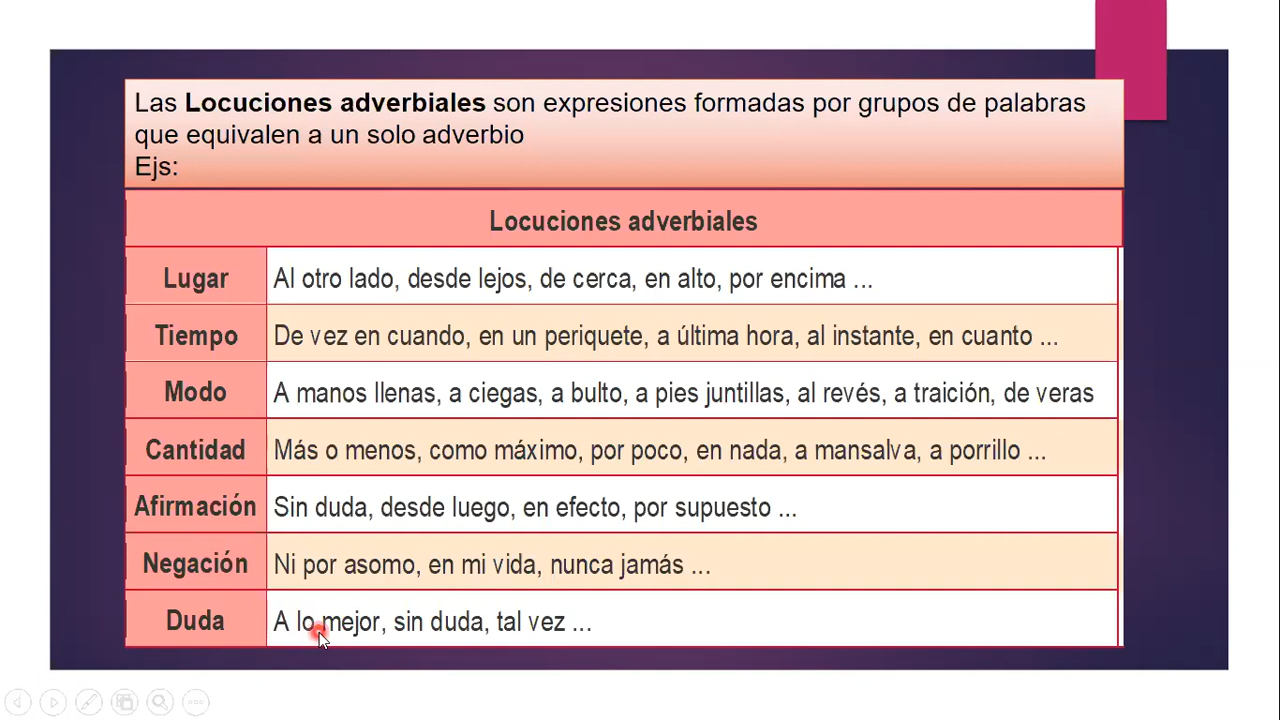 Las Locuciones adverbiales son expresiones formadas por grupos de palabras
que equivalen a un solo adverbio
Ejs:
Locuciones adverbiales
Lugar Al otro lado, desde lejos, de cerca, en alto, por encima ...
Tiempo De vez en cuando, en un periquete, a última hora, al instante, en cuanto ...
Modo A manos llenas, a ciegas, a bulto, a pies juntillas, al revés, a traición, de veras
Cantidad Más o menos, como máximo, por poco, en nada, a mansalva, a porrillo ...
Afirmación Sin duda, desde luego, en efecto, por supuesto ...
Negación Ni por asomo, en mi vida, nunca jamás ...
Duda A lo mejor, sin duda, tal vez ...